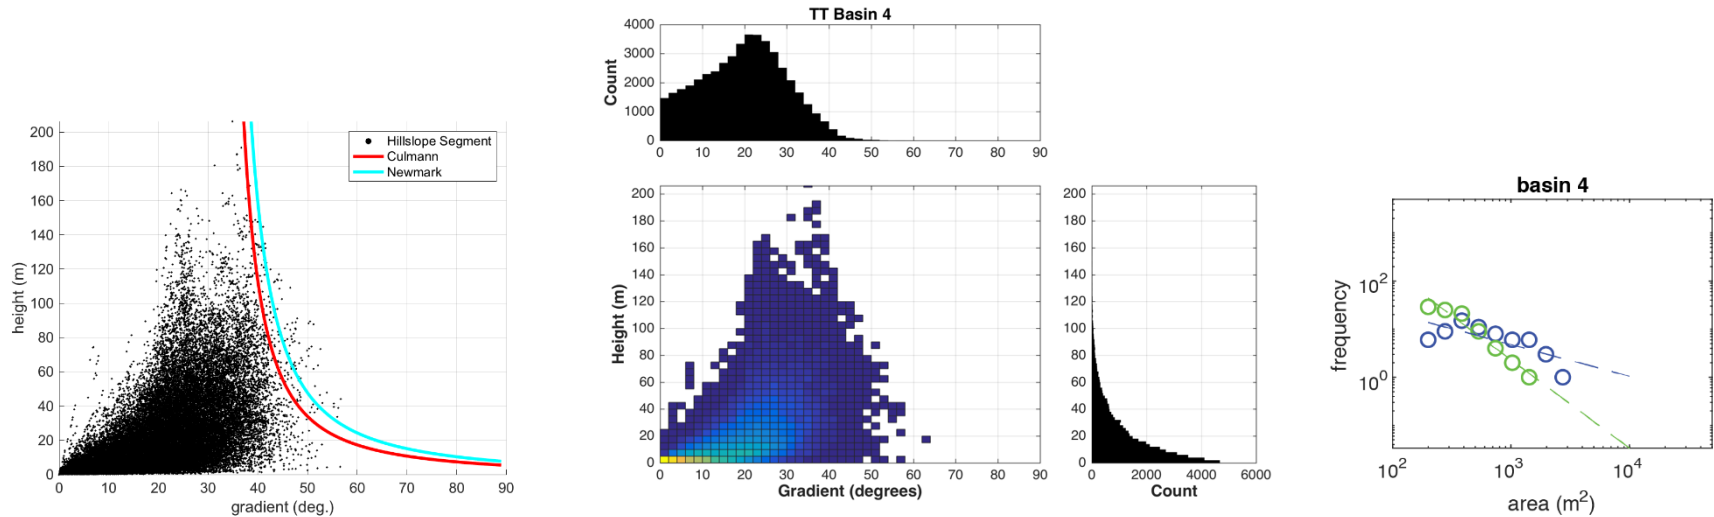 200
180
160
140
120
100
80
60
40
20
0
height (m)
0 10 20 30 40 50 60 70 80 90
gradient (deg.)
Hillslope Segment
Culmann
Newmark
TT Basin 4
4000
3000
2000
1000
0
Count
0 10 20 30 40 50 60 70 80 90
200
180
160
140
120
100
80
60
40
20
0
Height (m)
0 10 20 30 40 50 60 70 80 90
Gradient (degrees)
200
180
160
140
120
100
80
60
40
20
0
0 2000 4000 6000
Count
basin 4
10²
10⁰
frequency
10² 10³ 10⁴
area (m²)